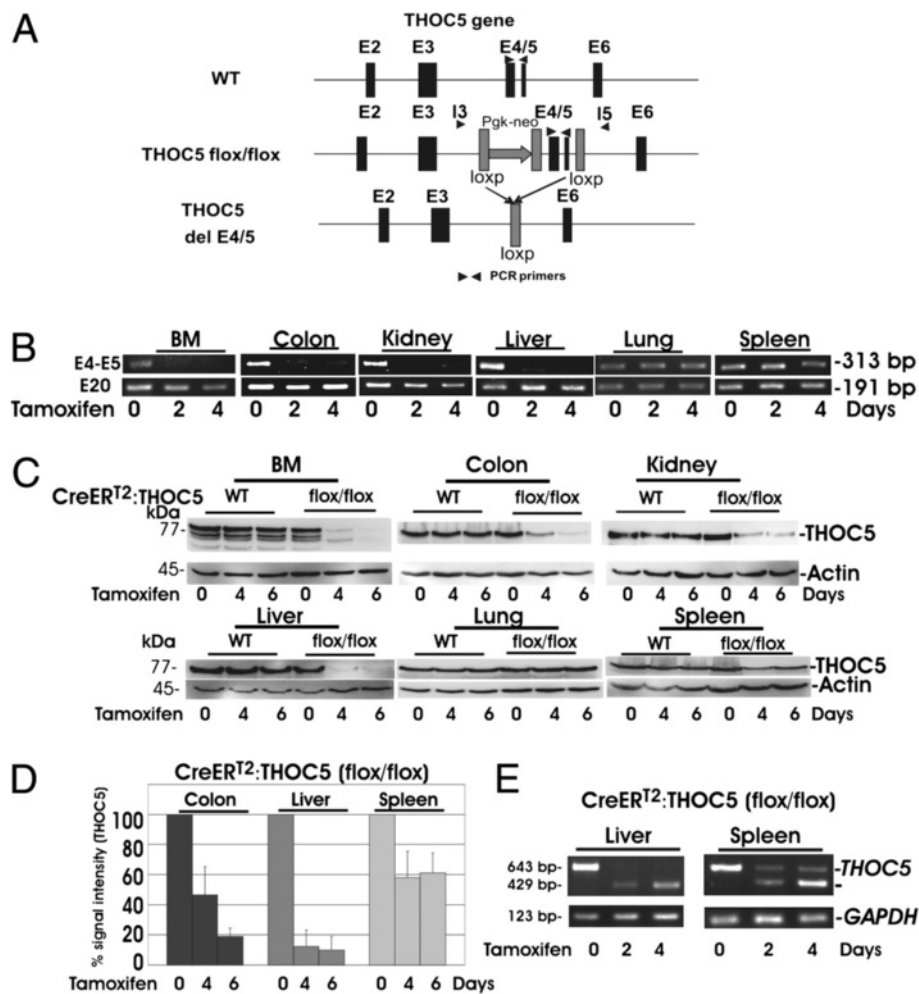 A
THOC5 gene
E2 E3 E4/5 E6
WT
E2 E3 I3 Pgk-neo E4/5 I5 E6
THOC5 flox/flox
loxp loxp
THOC5
del E4/5
E2 E3 E6
loxp
PCR primers
B
BM Colon Kidney Liver Lung Spleen
E4-E5 -313 bp
E20 -191 bp
Tamoxifen 0 2 4 0 2 4 0 2 4 0 2 4 0 2 4 0 2 4 Days
C
BM Colon Kidney
CreERT2:THOC5 WT flox/flox WT flox/flox WT flox/flox
kDa
77- -THOC5
45- -Actin
Tamoxifen 0 4 6 0 4 6 0 4 6 0 4 6 0 4 6 0 4 6 Days
Liver Lung Spleen
kDa WT flox/flox WT flox/flox WT flox/flox
77- -THOC5
45- -Actin
Tamoxifen 0 4 6 0 4 6 0 4 6 0 4 6 0 4 6 0 4 6 Days
D
CreERT2:THOC5 (flox/flox)
Colon Liver Spleen
% signal intensity (THOC5)
100 100 100 100
80
60
40
20
0
Tamoxifen 0 4 6 0 4 6 0 4 6 Days
E
CreERT2:THOC5 (flox/flox)
Liver Spleen
643 bp- -THOC5
429 bp- -
123 bp- -GAPDH
Tamoxifen 0 2 4 0 2 4 Days